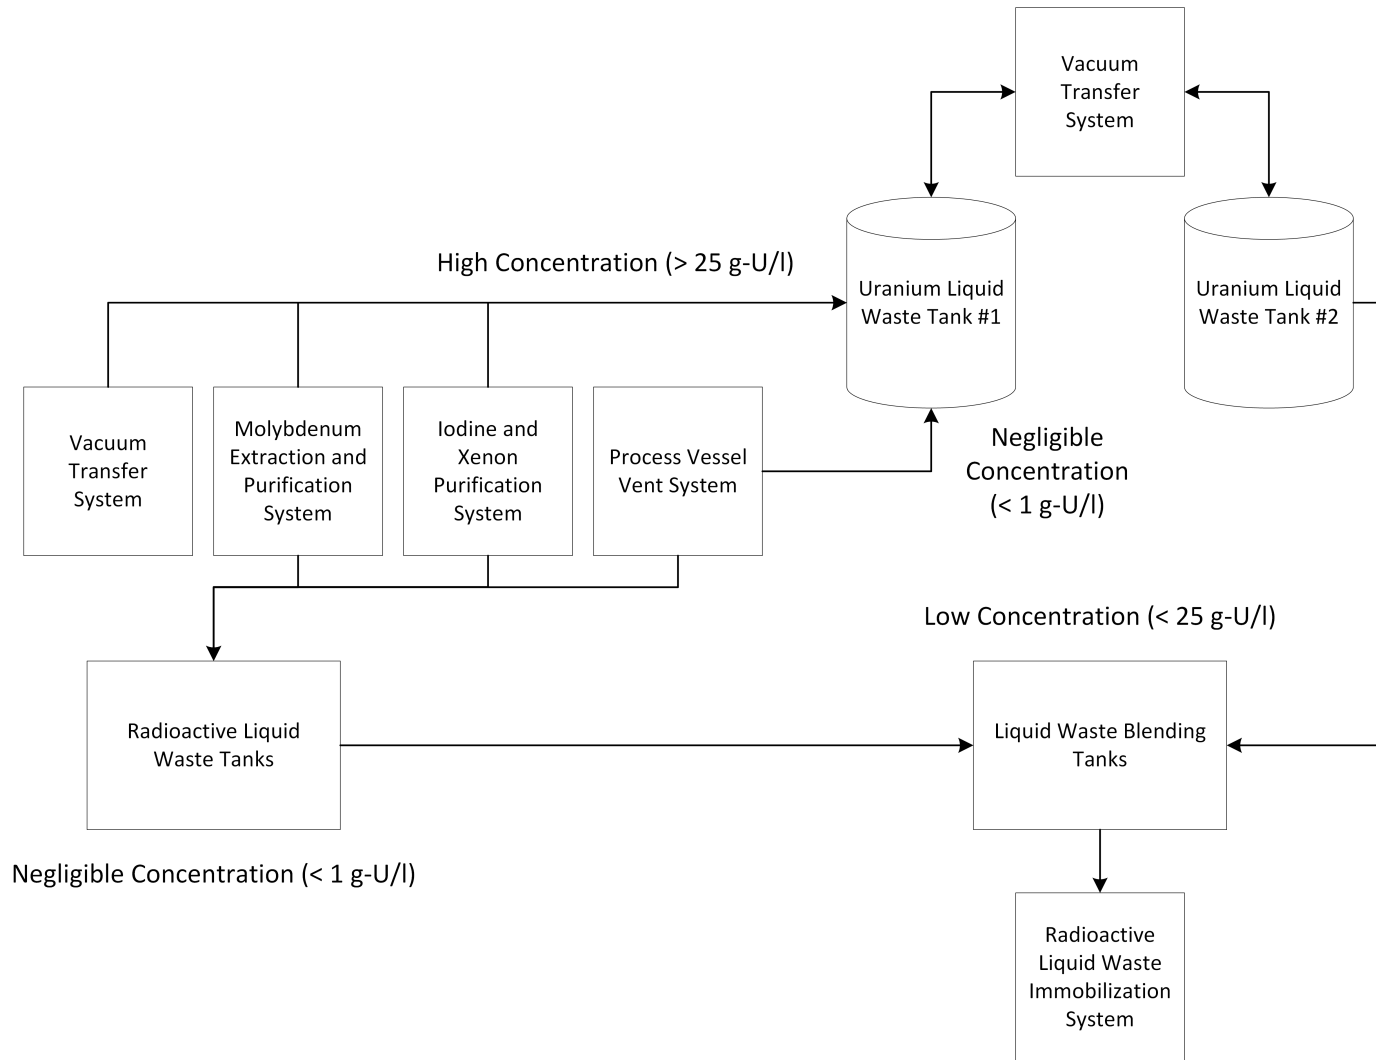 Vacuum
Transfer
System
High Concentration (> 25 g-U/l)
Uranium Liquid
Waste Tank #1
Uranium Liquid
Waste Tank #2
Vacuum
Transfer
System
Molybdenum
Extraction and
Purification
System
Iodine and
Xenon
Purification
System
Process Vessel
Vent System
Negligible
Concentration
(< 1 g-U/l)
Low Concentration (< 25 g-U/l)
Radioactive Liquid
Waste Tanks
Liquid Waste Blending
Tanks
Negligible Concentration (< 1 g-U/l)
Radioactive
Liquid Waste
Immobilization
System